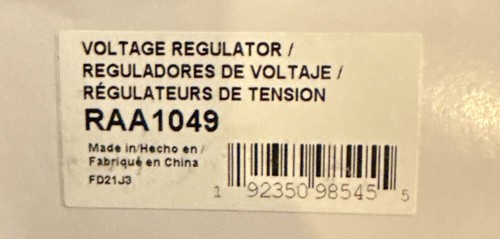 VOLTAGE REGULATOR /
REGULADORES DE VOLTAJE /
RÉGULATEURS DE TENSION
RAA1049
Made in/Hecho en /
Fabriqué en China
FD21J3
1 92350 98545 5